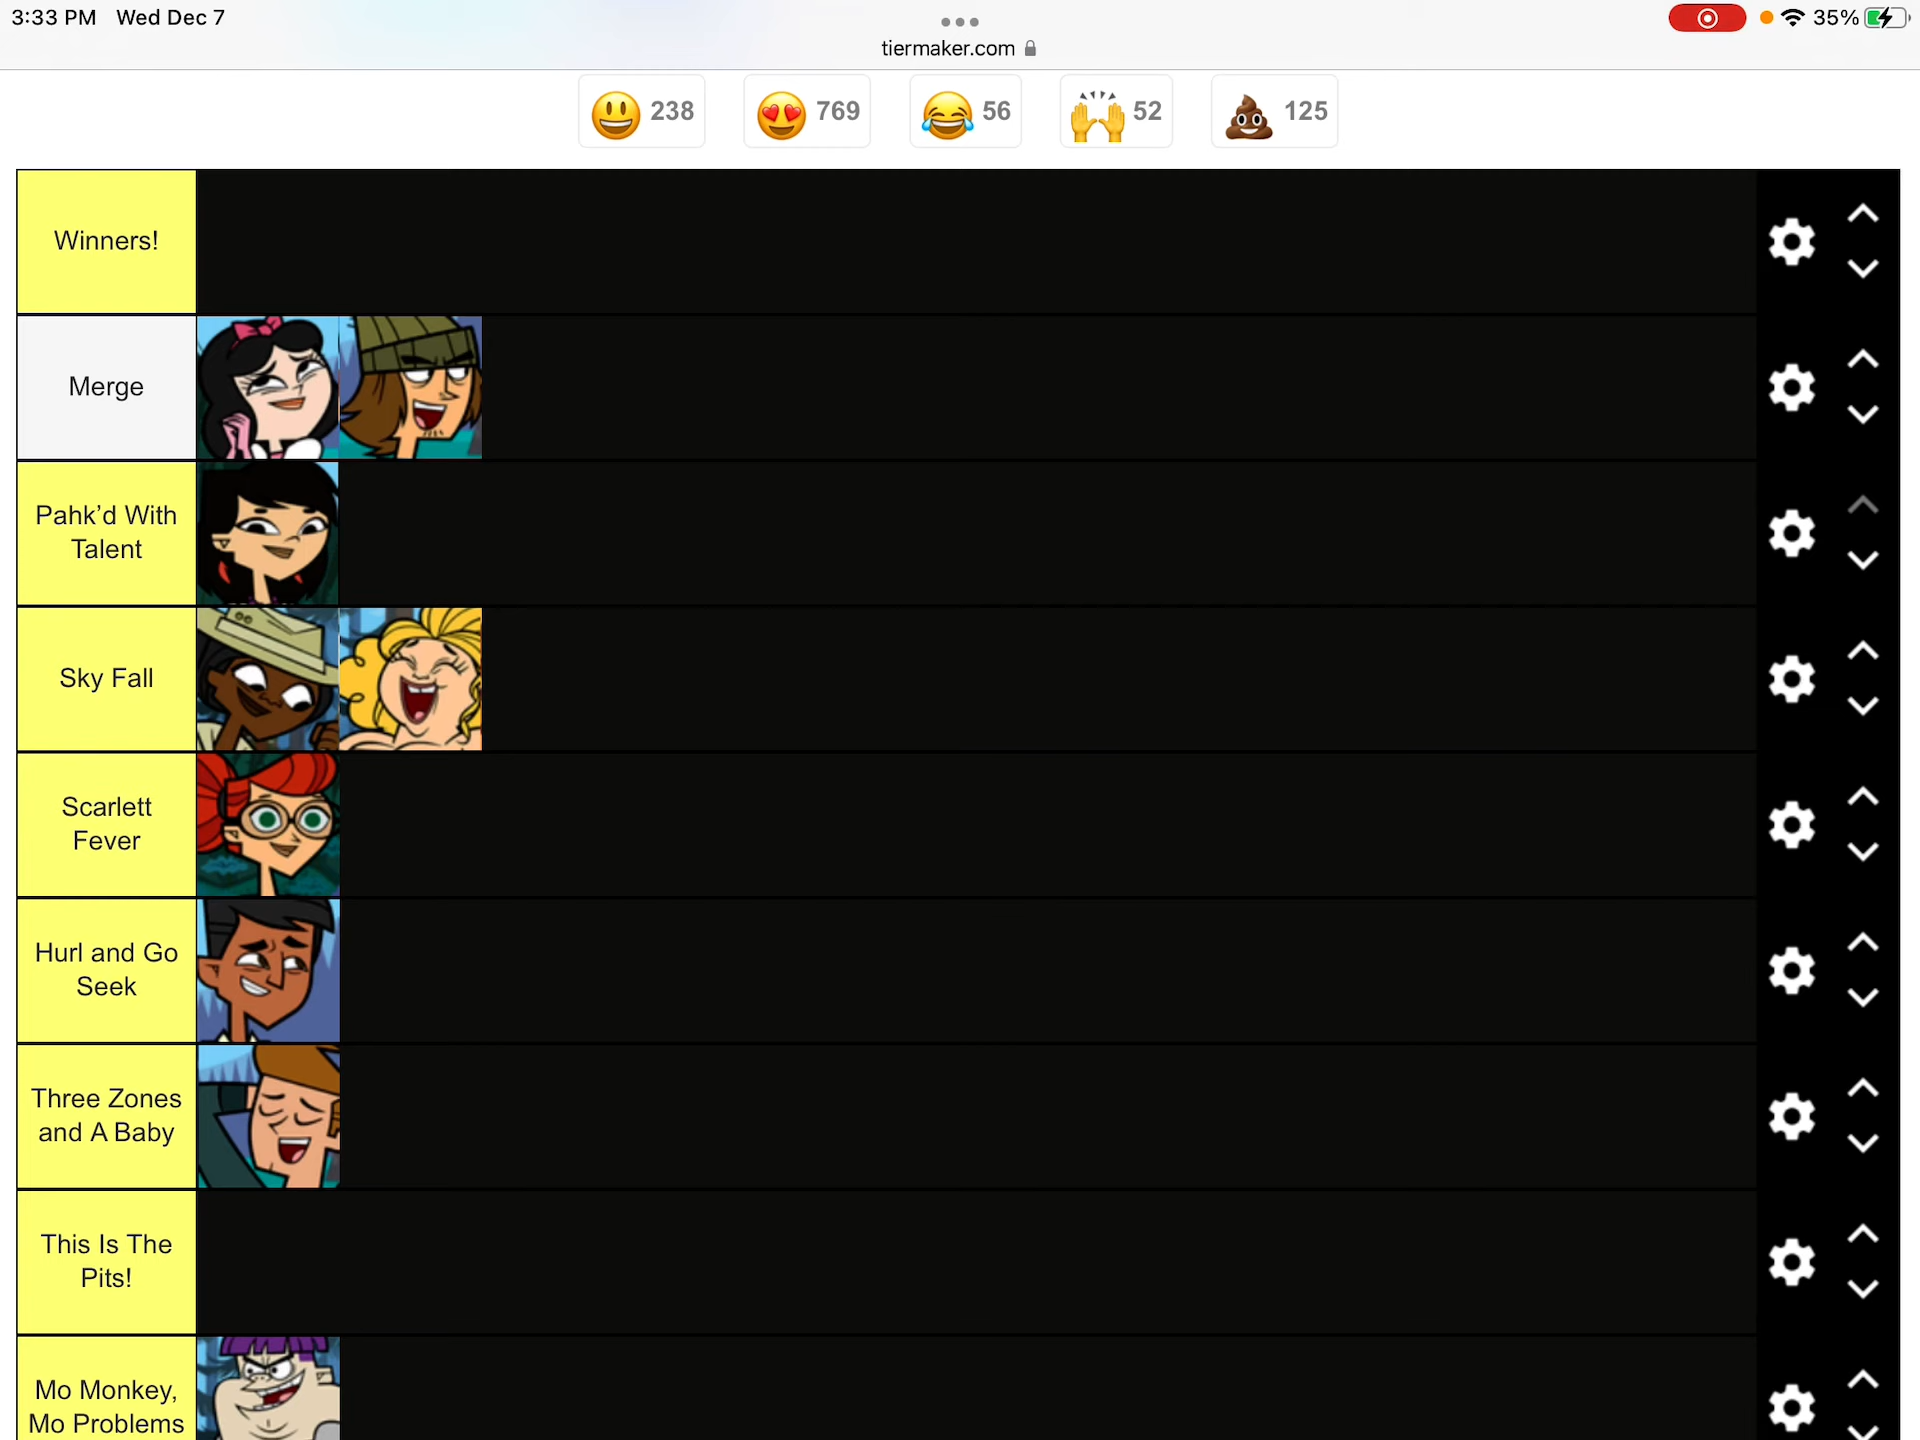 3:33 PM Wed Dec 7
35%
tiermaker.com
238 769 56 52 125
Winners!
Merge
Pahk’d With
Talent
Sky Fall
Scarlett
Fever
Hurl and Go
Seek
Three Zones
and A Baby
This Is The
Pits!
Mo Monkey,
Mo Problems